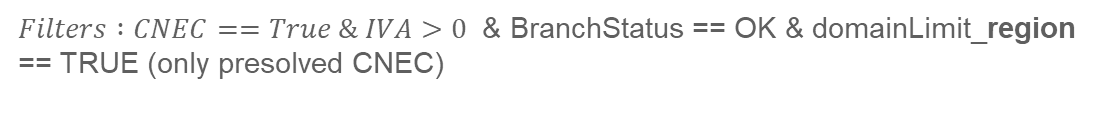 Filters : CNEC == True & IVA > 0 & BranchStatus == OK & domainLimit_region
== TRUE (only presolved CNEC)